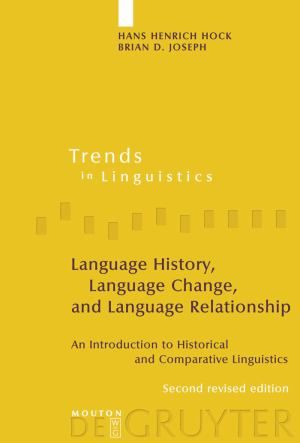 HANS HENRICH HOCK
BRIAN D. JOSEPH
Trends
in Linguistics
Language History,
Language Change,
and Language Relationship
An Introduction to Historical
and Comparative Linguistics
Second revised edition
MOUTON
DE GRUYTER
WG